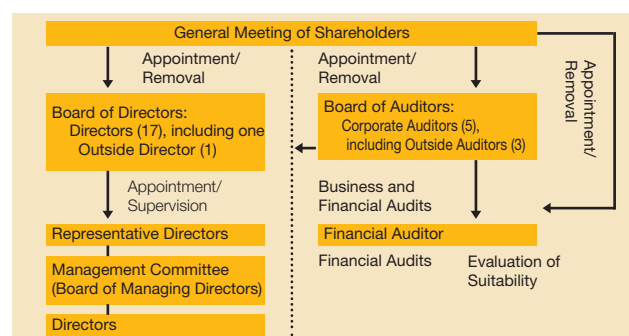 General Meeting of Shareholders
Appointment/
Removal
Board of Directors:
Directors (17), including one
Outside Director (1)
Appointment/
Supervision
Representative Directors
Management Committee
(Board of Managing Directors)
Directors
Appointment/
Removal
Board of Auditors:
Corporate Auditors (5),
including Outside Auditors (3)
Business and
Financial Audits
Financial Auditor
Financial Audits
Evaluation of
Suitability
Appointment/
Removal